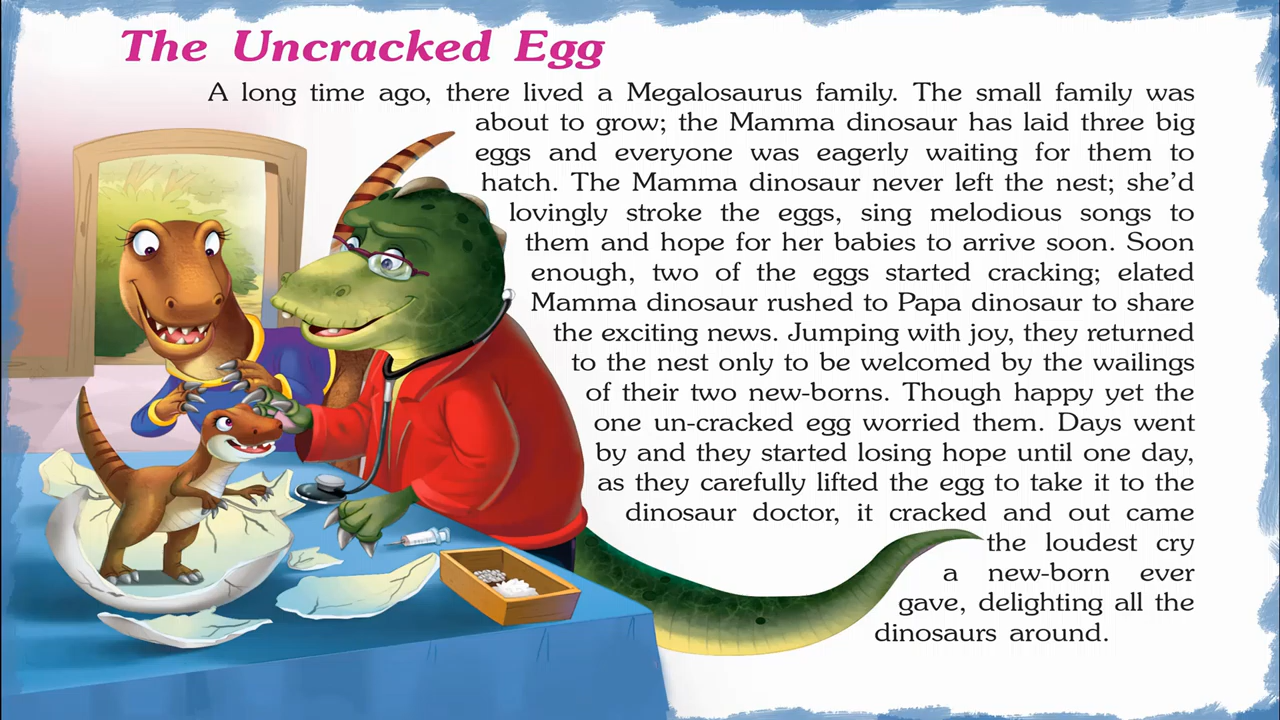 The Uncracked Egg
A long time ago, there lived a Megalosaurus family. The small family was
about to grow; the Mamma dinosaur has laid three big
eggs and everyone was eagerly waiting for them to
hatch. The Mamma dinosaur never left the nest; she'd
lovingly stroke the eggs, sing melodious songs to
them and hope for her babies to arrive soon. Soon
enough, two of the eggs started cracking; elated
Mamma dinosaur rushed to Papa dinosaur to share
the exciting news. Jumping with joy, they returned
to the nest only to be welcomed by the wailings
of their two new-borns. Though happy yet the
one un-cracked egg worried them. Days went
by and they started losing hope until one day,
as they carefully lifted the egg to take it to the
dinosaur doctor, it cracked and out came
the loudest cry
a new-born ever
gave, delighting all the
dinosaurs around.